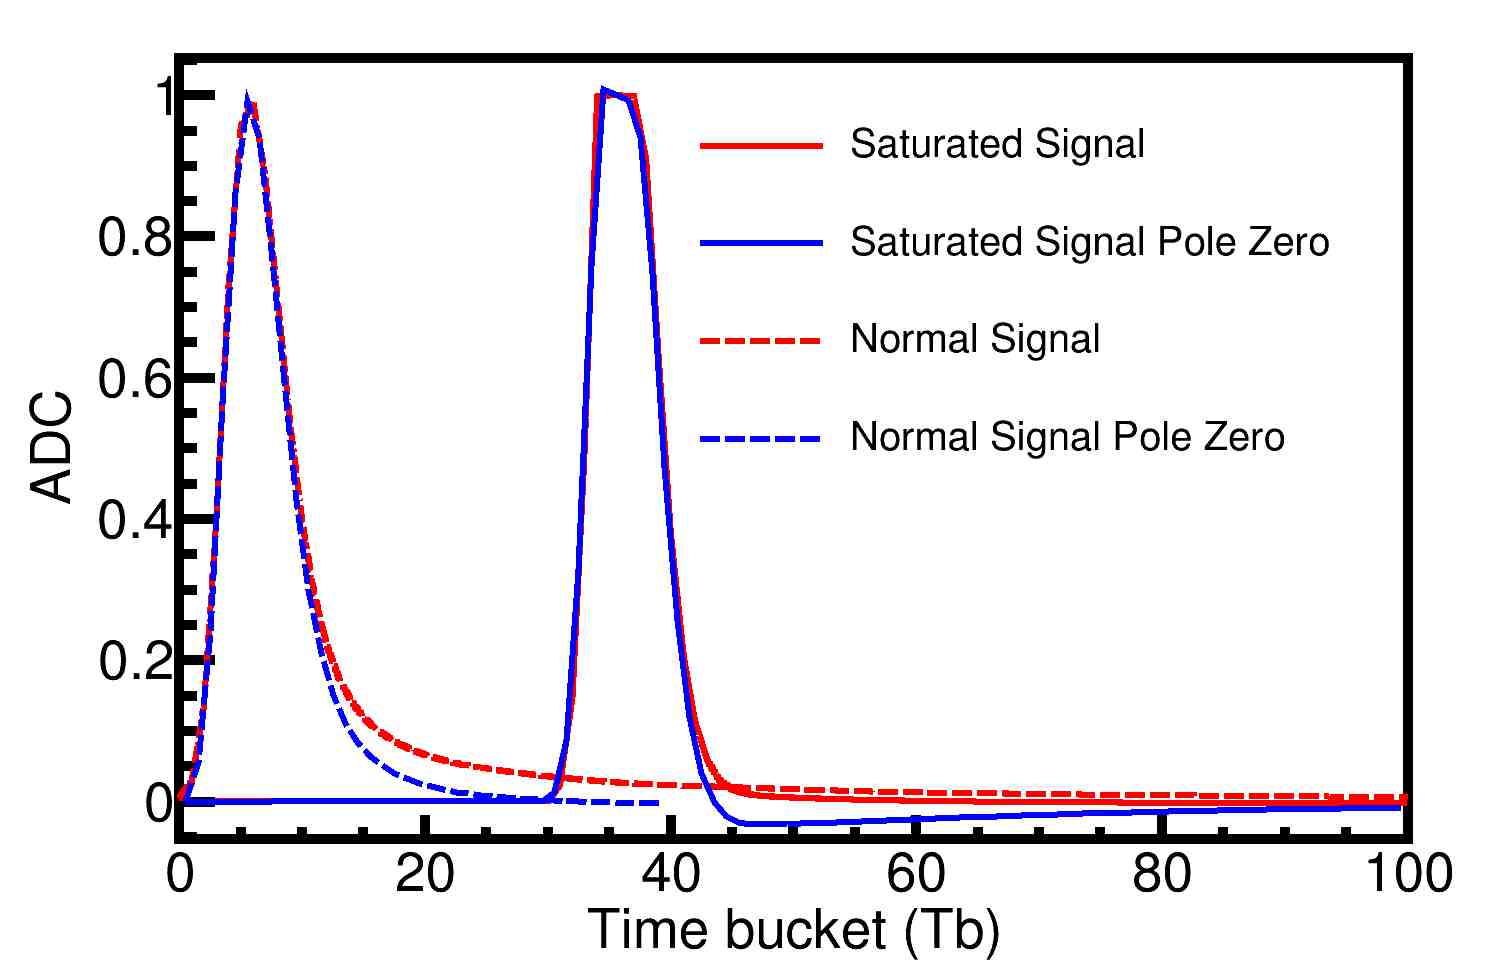 1
0.8
0.6
0.4
0.2
0
ADC
Saturated Signal
Saturated Signal Pole Zero
Normal Signal
Normal Signal Pole Zero
0 20 40 60 80 100
Time bucket (Tb)